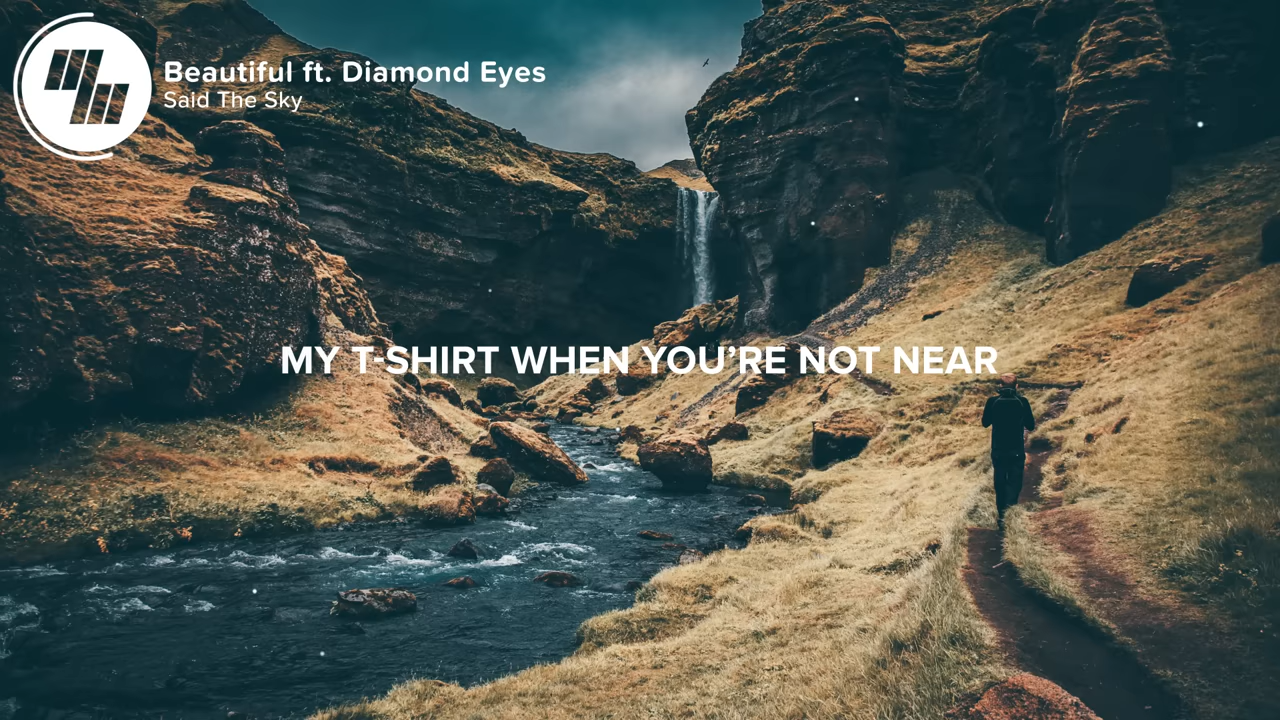 Beautiful ft. Diamond Eyes
Said The Sky
MY T-SHIRT WHEN YOU’RE NOT NEAR